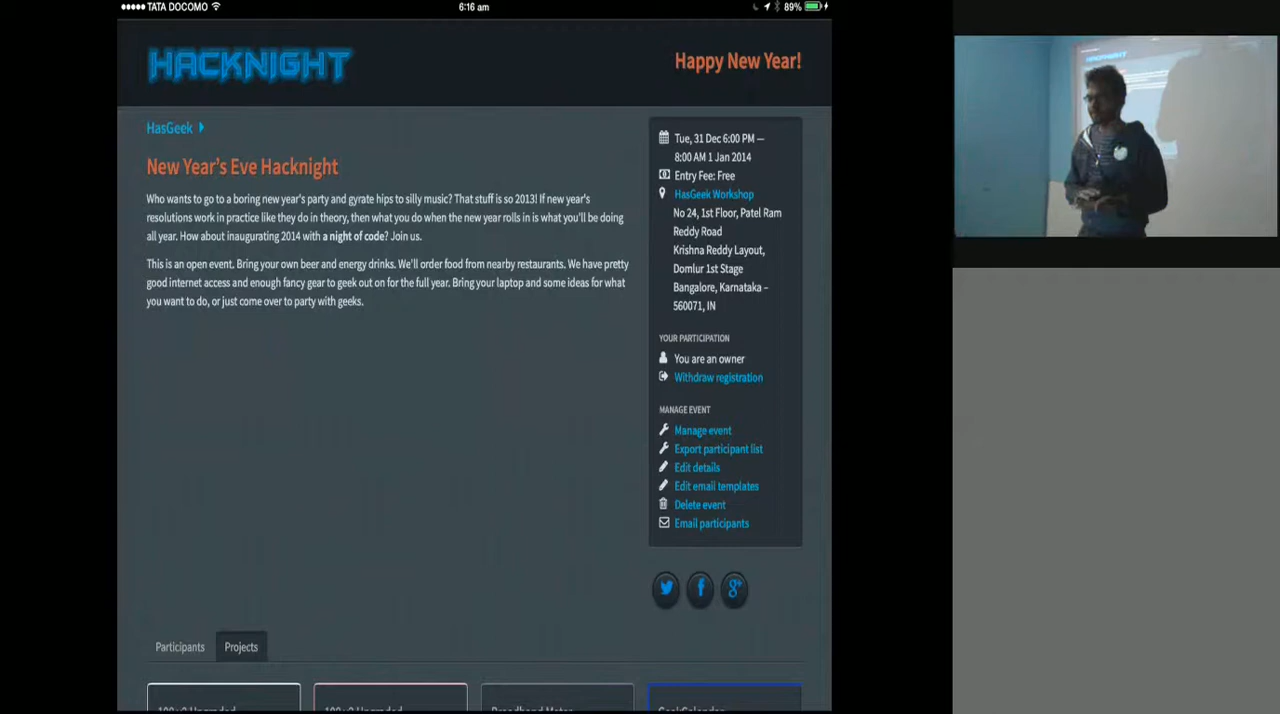 TATA DOCOMO
6:16 am
89%
HACKNIGHT
Happy New Year!
HasGeek
New Year's Eve Hacknight
Who wants to go to a boring new year's party and gyrate hips to silly music? That stuff is so 2013! If new year's
resolutions work in practice like they do in theory, then what you do when the new year rolls in is what you'll be doing
all year. How about inaugurating 2014 with a night of code? Join us.
This is an open event. Bring your own beer and energy drinks. We'll order food from nearby restaurants. We have pretty
good internet access and enough fancy gear to geek out on for the full year. Bring your laptop and some ideas for what
you want to do, or just come over to party with geeks.
Tue, 31 Dec 6:00 PM —
8:00 AM 1 Jan 2014
Entry Fee: Free
HasGeek Workshop
No 24, 1st Floor, Patel Ram
Reddy Road
Krishna Reddy Layout,
Domlur 1st Stage
Bangalore, Karnataka –
560071, IN
YOUR PARTICIPATION
You are an owner
Withdraw registration
MANAGE EVENT
Manage event
Export participant list
Edit details
Edit email templates
Delete event
Email participants
Participants
Projects
HACKNIGHT